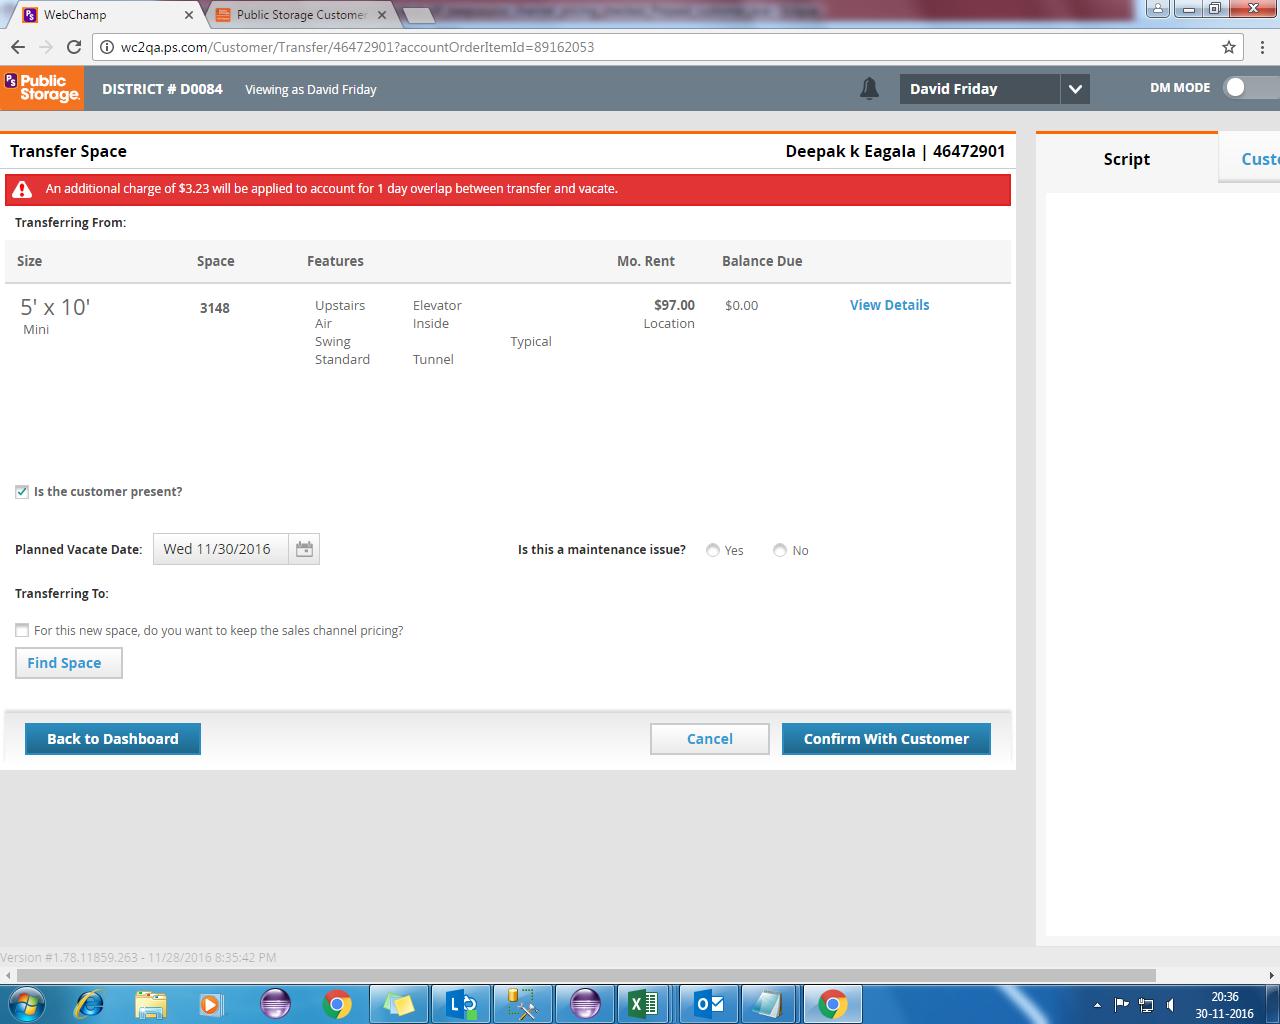 WebChamp
Public Storage Customer
wc2qa.ps.com/Customer/Transfer/46472901?accountOrderItemId=89162053
PS Public Storage.
DISTRICT # D0084
Viewing as David Friday
David Friday
DM MODE
Transfer Space
Deepak k Eagala | 46472901
Script
Custo
An additional charge of $3.23 will be applied to account for 1 day overlap between transfer and vacate.
Transferring From:
Size Space Features Mo. Rent Balance Due
5' x 10' 3148 Upstairs Elevator $97.00 $0.00 View Details
Mini Air Inside Location
Swing Typical
Standard Tunnel
Is the customer present?
Planned Vacate Date: Wed 11/30/2016 Is this a maintenance issue? Yes No
Transferring To:
For this new space, do you want to keep the sales channel pricing?
Find Space
Back to Dashboard Cancel Confirm With Customer
Version #1.78.11859.263 - 11/28/2016 8:35:42 PM
20:36
30-11-2016